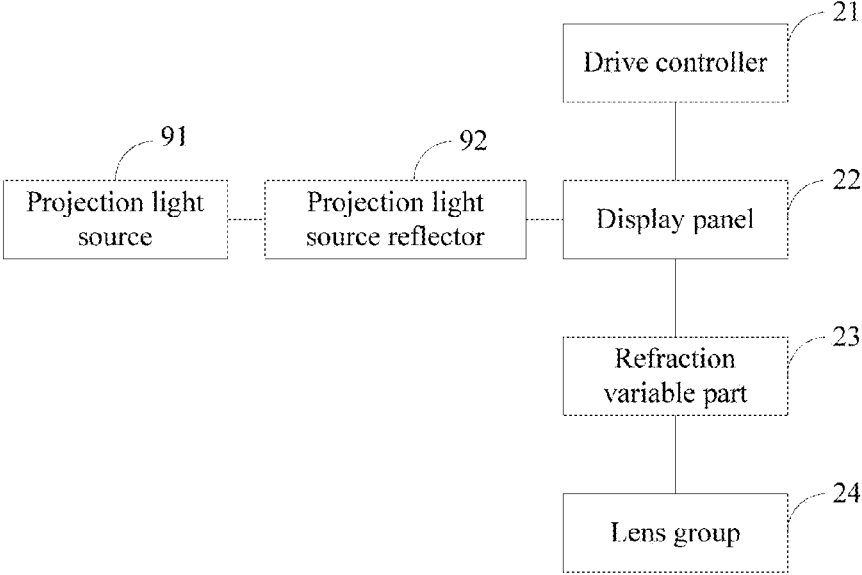 21
Drive controller
91
92
22
Projection light
source
Projection light
source reflector
Display panel
23
Refraction
variable part
24
Lens group